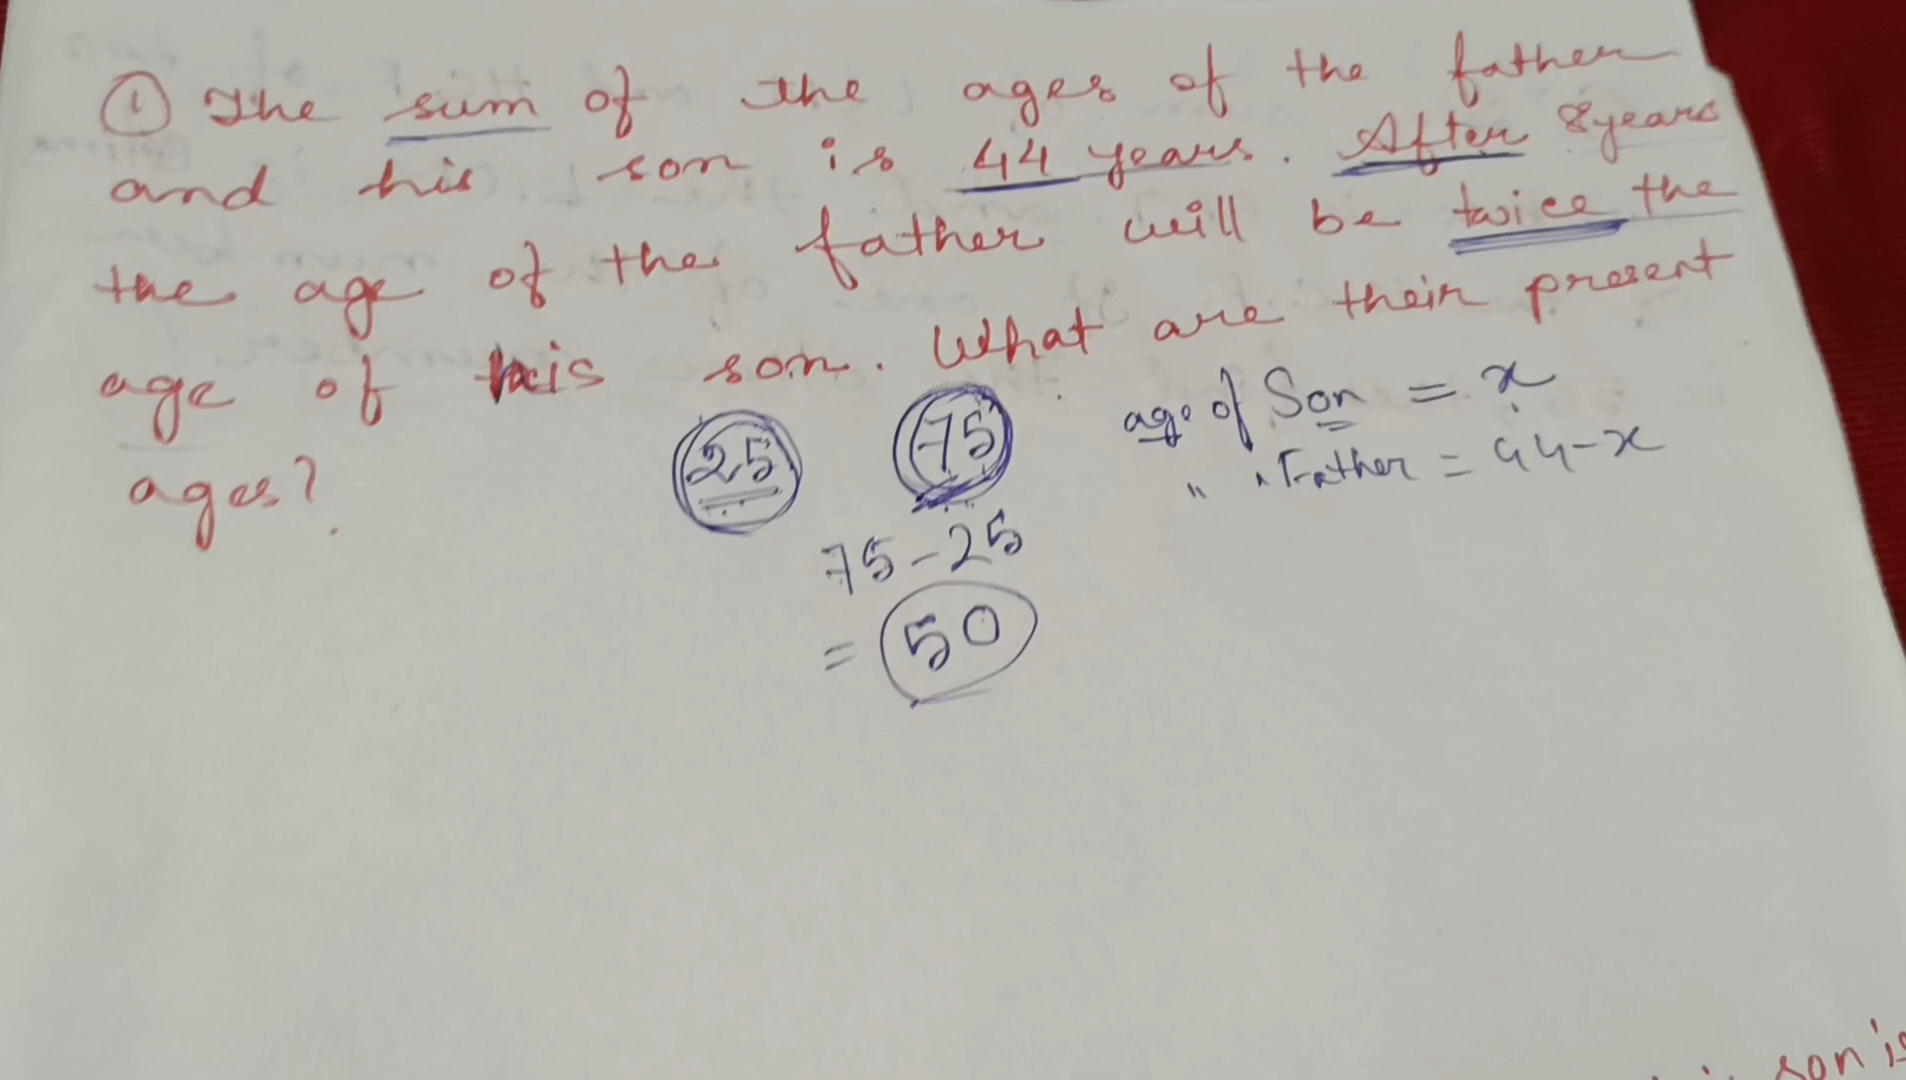 ① The sum of the ages of the father
and his son is 44 years. After 8 years
the age of the father will be twice the
age of his son. What are their present
ages?
25 75
75-25
= 50
age of Son = x
" " Father = 44-x
son is